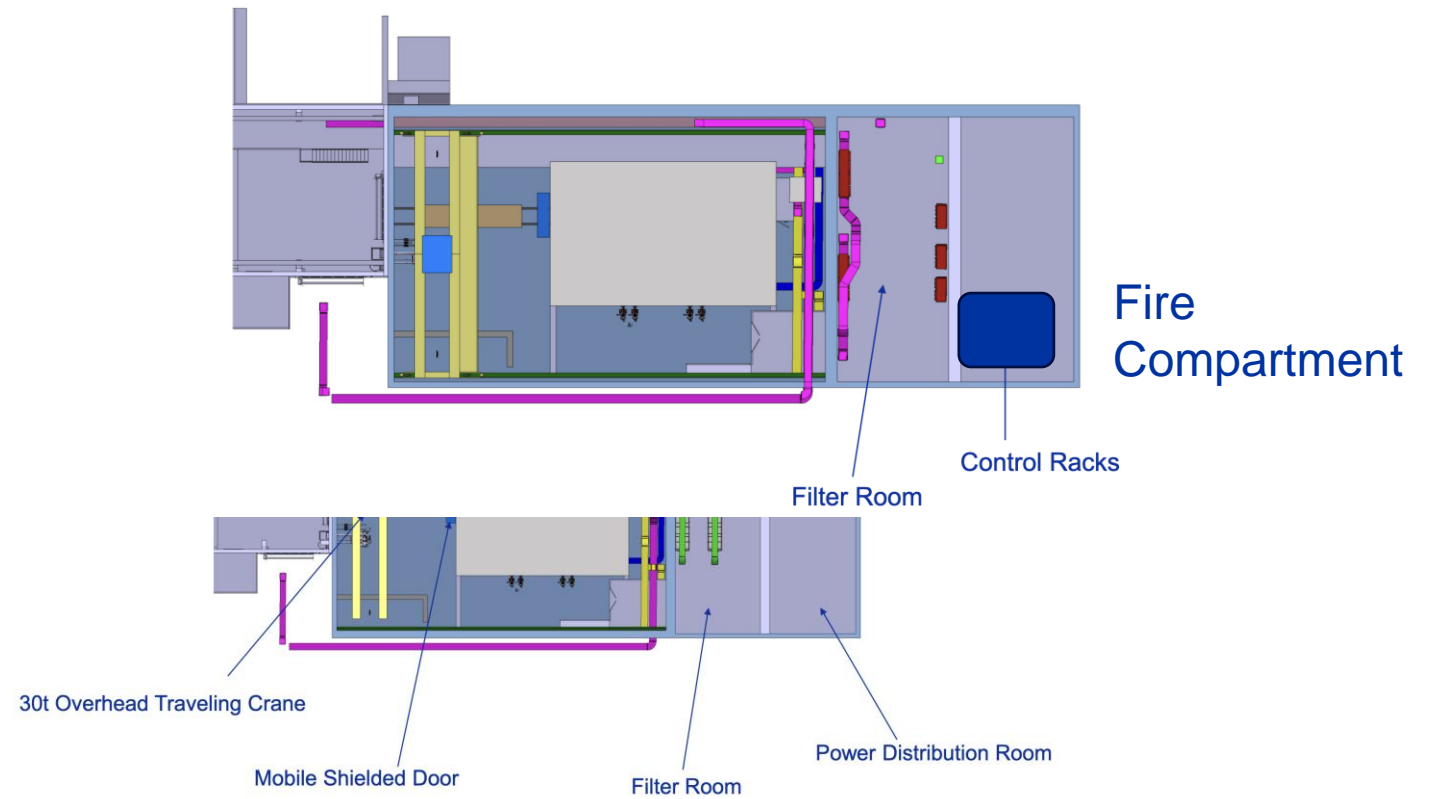 Fire
Compartment
Control Racks
Filter Room
30t Overhead Traveling Crane
Power Distribution Room
Mobile Shielded Door
Filter Room